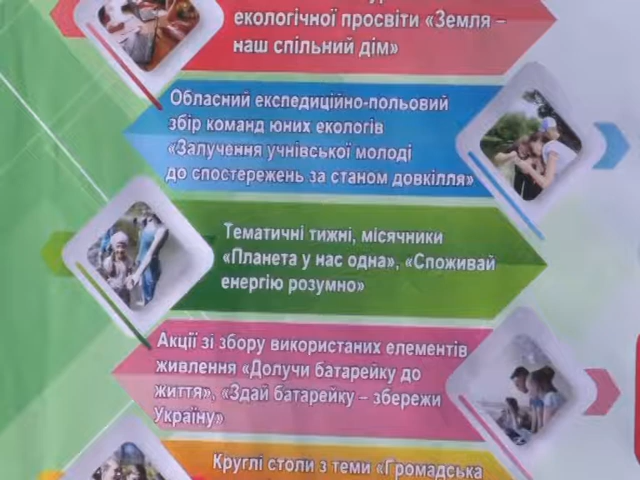 екологічної просвіти «Земля –
наш спільний дім»
Обласний експедиційно-польовий
збір команд юних екологів
«Залучення учнівської молоді
до спостережень за станом довкілля»
Тематичні тижні, місячники
«Планета у нас одна», «Споживай
енергію розумно»
Акції зі збору використаних елементів
живлення «Долучи батарейку до
життя», «Здай батарейку – збережи
Україну»
Круглі столи з теми «Громадська